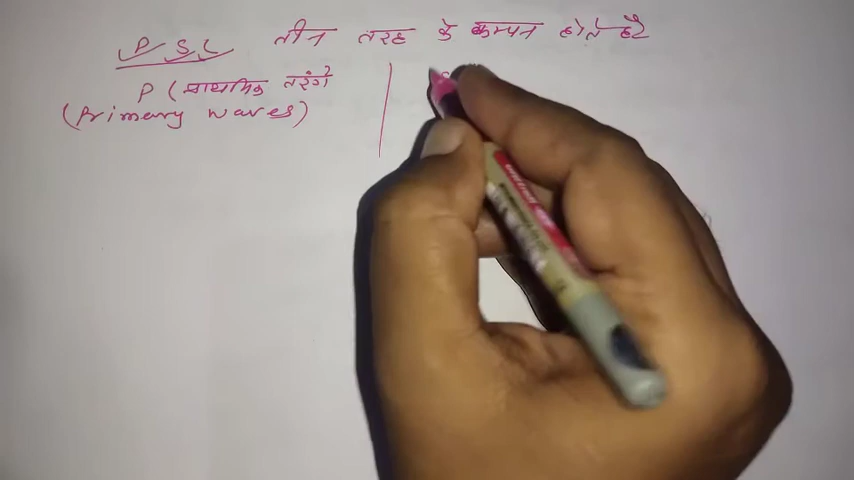 P S L तीन तरह के कम्पन होते है
P (प्राथमिक तरंगे
(Primary waves)